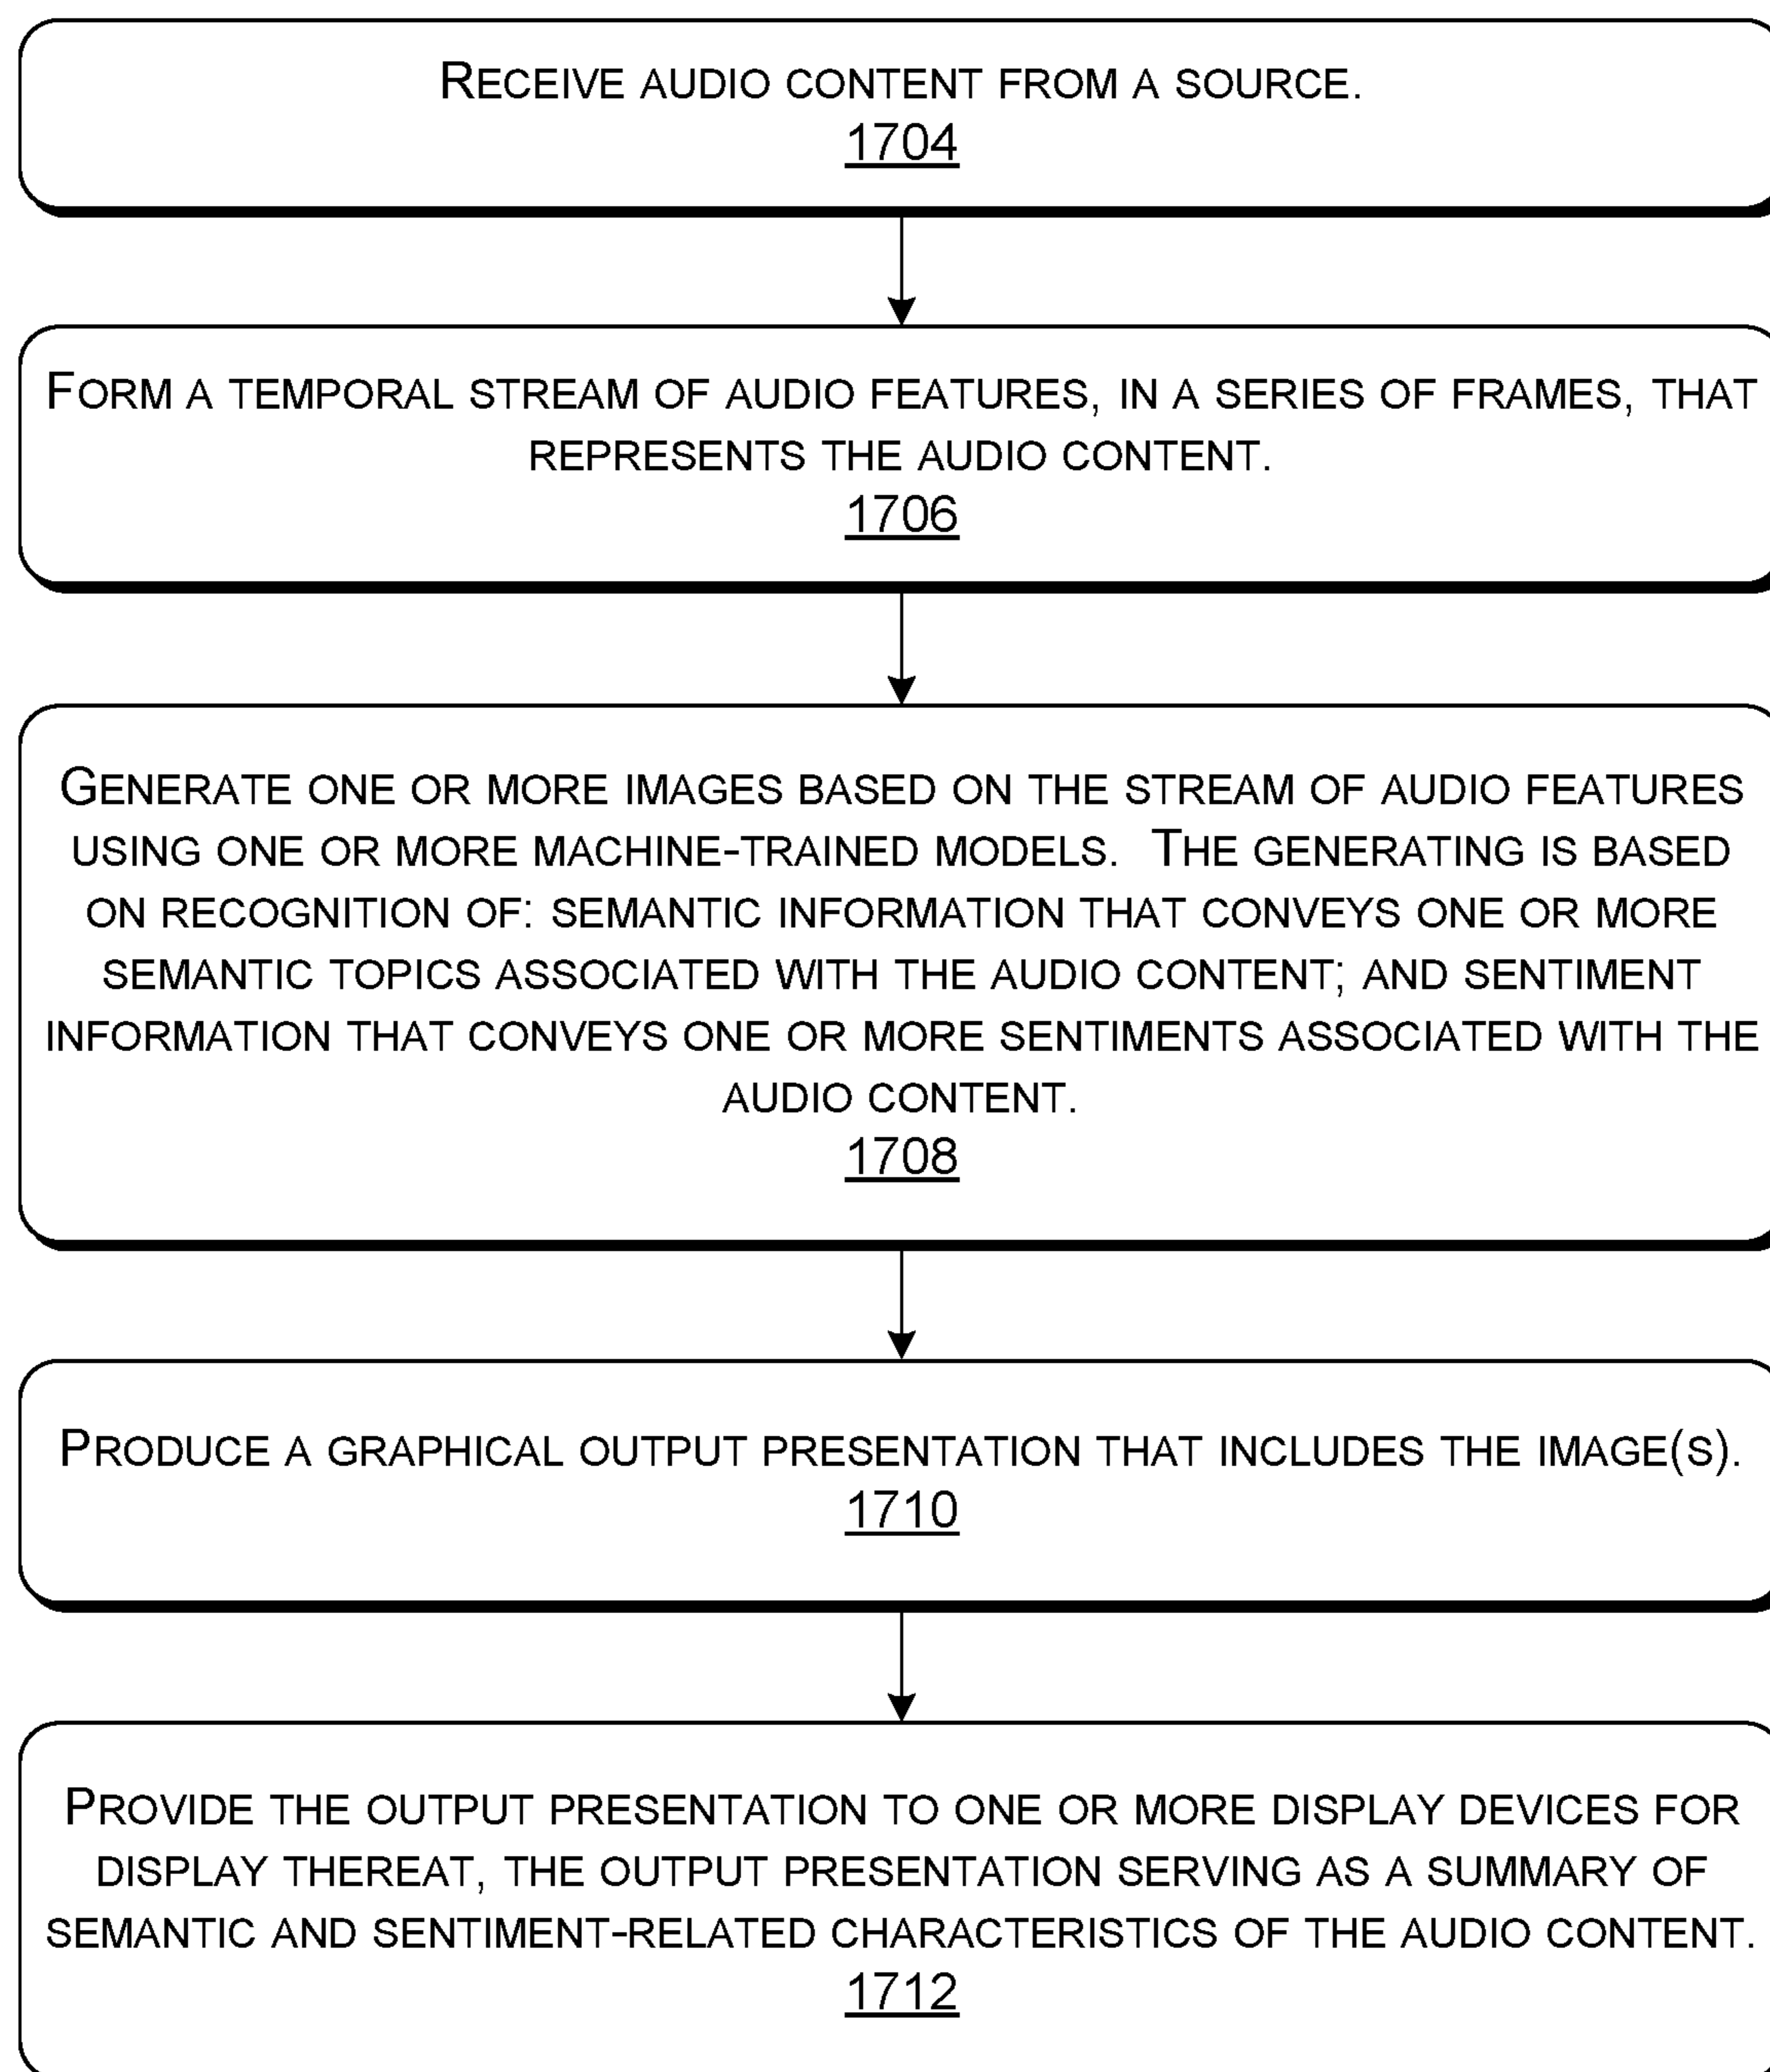 RECEIVE AUDIO CONTENT FROM A SOURCE.
1704
FORM A TEMPORAL STREAM OF AUDIO FEATURES, IN A SERIES OF FRAMES, THAT
REPRESENTS THE AUDIO CONTENT.
1706
GENERATE ONE OR MORE IMAGES BASED ON THE STREAM OF AUDIO FEATURES
USING ONE OR MORE MACHINE-TRAINED MODELS. THE GENERATING IS BASED
ON RECOGNITION OF: SEMANTIC INFORMATION THAT CONVEYS ONE OR MORE
SEMANTIC TOPICS ASSOCIATED WITH THE AUDIO CONTENT; AND SENTIMENT
INFORMATION THAT CONVEYS ONE OR MORE SENTIMENTS ASSOCIATED WITH THE
AUDIO CONTENT.
1708
PRODUCE A GRAPHICAL OUTPUT PRESENTATION THAT INCLUDES THE IMAGE(S).
1710
PROVIDE THE OUTPUT PRESENTATION TO ONE OR MORE DISPLAY DEVICES FOR
DISPLAY THEREAT, THE OUTPUT PRESENTATION SERVING AS A SUMMARY OF
SEMANTIC AND SENTIMENT-RELATED CHARACTERISTICS OF THE AUDIO CONTENT.
1712